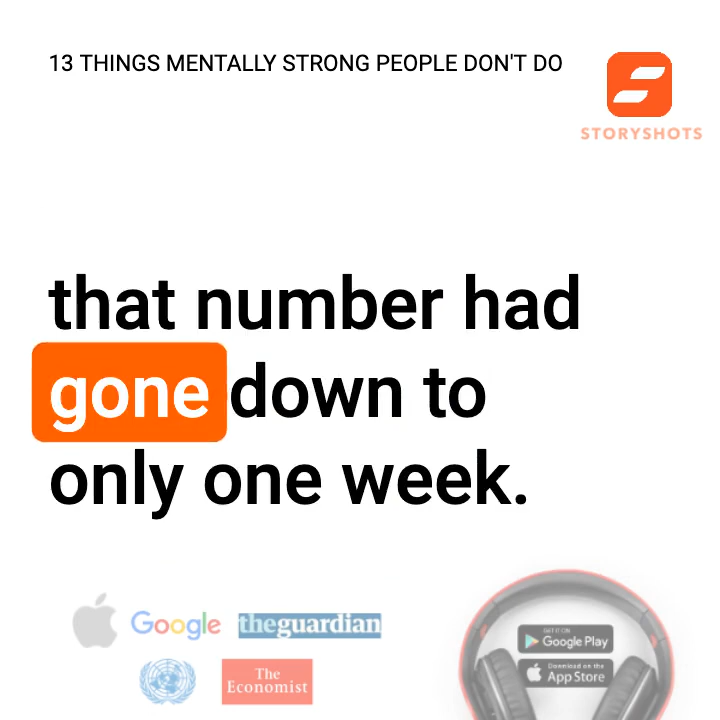 13 THINGS MENTALLY STRONG PEOPLE DON'T DO
STORYSHOTS
that number had
gone down to
only one week.
Google theguardian
The
Economist
GET IT ON
Google Play
Download on the
App Store